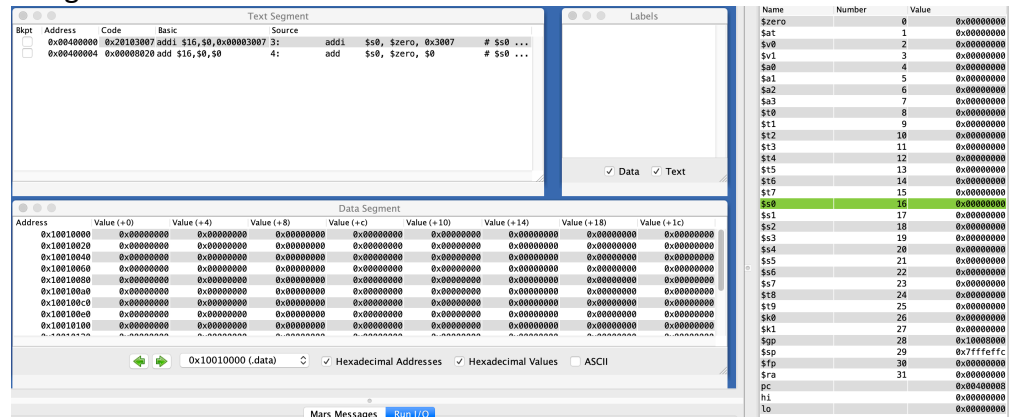 Text Segment
Bkpt Address Code Basic Source
0x00400000 0x20103007 addi $16,$0,0x00003007 3: addi $s0, $zero, 0x3007 # $s0 ...
0x00400004 0x00008020 add $16,$0,$0 4: add $s0, $zero, $0 # $s0 ...
Labels
Data Text
Data Segment
Address Value (+0) Value (+4) Value (+8) Value (+c) Value (+10) Value (+14) Value (+18) Value (+1c)
0x10010000 0x00000000 0x00000000 0x00000000 0x00000000 0x00000000 0x00000000 0x00000000 0x00000000
0x10010020 0x00000000 0x00000000 0x00000000 0x00000000 0x00000000 0x00000000 0x00000000 0x00000000
0x10010040 0x00000000 0x00000000 0x00000000 0x00000000 0x00000000 0x00000000 0x00000000 0x00000000
0x10010060 0x00000000 0x00000000 0x00000000 0x00000000 0x00000000 0x00000000 0x00000000 0x00000000
0x10010080 0x00000000 0x00000000 0x00000000 0x00000000 0x00000000 0x00000000 0x00000000 0x00000000
0x100100a0 0x00000000 0x00000000 0x00000000 0x00000000 0x00000000 0x00000000 0x00000000 0x00000000
0x100100c0 0x00000000 0x00000000 0x00000000 0x00000000 0x00000000 0x00000000 0x00000000 0x00000000
0x100100e0 0x00000000 0x00000000 0x00000000 0x00000000 0x00000000 0x00000000 0x00000000 0x00000000
0x10010100 0x00000000 0x00000000 0x00000000 0x00000000 0x00000000 0x00000000 0x00000000 0x00000000
0x10010000 (.data) Hexadecimal Addresses Hexadecimal Values ASCII
Mars Messages Run I/O
Name Number Value
$zero 0 0x00000000
$at 1 0x00000000
$v0 2 0x00000000
$v1 3 0x00000000
$a0 4 0x00000000
$a1 5 0x00000000
$a2 6 0x00000000
$a3 7 0x00000000
$t0 8 0x00000000
$t1 9 0x00000000
$t2 10 0x00000000
$t3 11 0x00000000
$t4 12 0x00000000
$t5 13 0x00000000
$t6 14 0x00000000
$t7 15 0x00000000
$s0 16 0x00000000
$s1 17 0x00000000
$s2 18 0x00000000
$s3 19 0x00000000
$s4 20 0x00000000
$s5 21 0x00000000
$s6 22 0x00000000
$s7 23 0x00000000
$t8 24 0x00000000
$t9 25 0x00000000
$k0 26 0x00000000
$k1 27 0x00000000
$gp 28 0x10008000
$sp 29 0x7fffeffc
$fp 30 0x00000000
$ra 31 0x00000000
pc 0x00400008
hi 0x00000000
lo 0x00000000